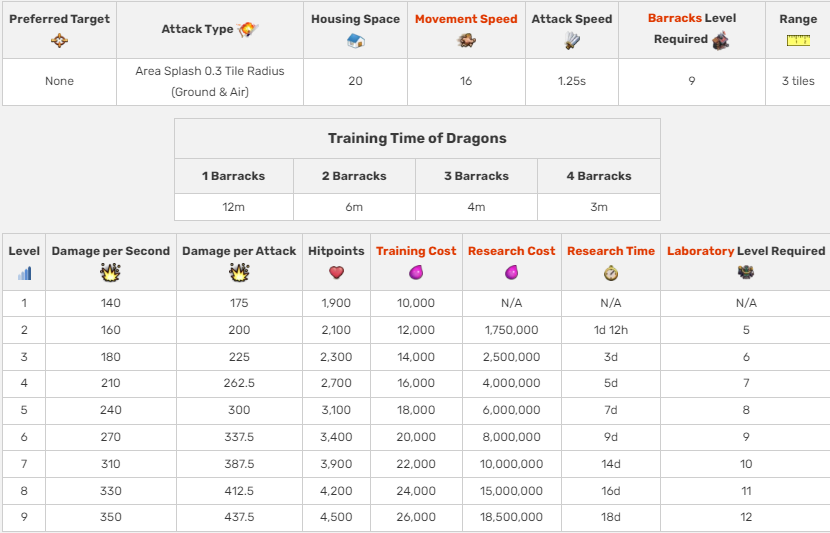 Preferred Target Attack Type Housing Space Movement Speed Attack Speed Barracks Level Required Range
None Area Splash 0.3 Tile Radius (Ground & Air) 20 16 1.25s 9 3 tiles
Training Time of Dragons
1 Barracks 2 Barracks 3 Barracks 4 Barracks
12m 6m 4m 3m
Level Damage per Second Damage per Attack Hitpoints Training Cost Research Cost Research Time Laboratory Level Required
1 140 175 1,900 10,000 N/A N/A N/A
2 160 200 2,100 12,000 1,750,000 1d 12h 5
3 180 225 2,300 14,000 2,500,000 3d 6
4 210 262.5 2,700 16,000 4,000,000 5d 7
5 240 300 3,100 18,000 6,000,000 7d 8
6 270 337.5 3,400 20,000 8,000,000 9d 9
7 310 387.5 3,900 22,000 10,000,000 14d 10
8 330 412.5 4,200 24,000 15,000,000 16d 11
9 350 437.5 4,500 26,000 18,500,000 18d 12